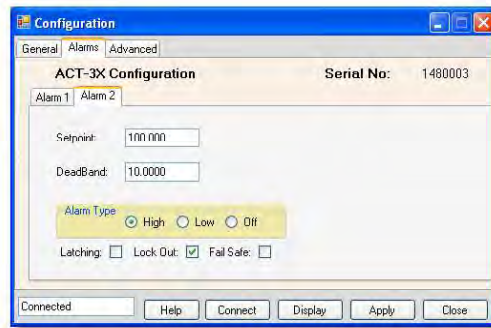 Configuration
General Alarms Advanced
ACT-3X Configuration Serial No: 1480003
Alarm 1 Alarm 2
Setpoint: 100.000
DeadBand: 10.0000
Alarm Type
High Low Off
Latching: Lock Out: Fail Safe:
Connected Help Connect Display Apply Close